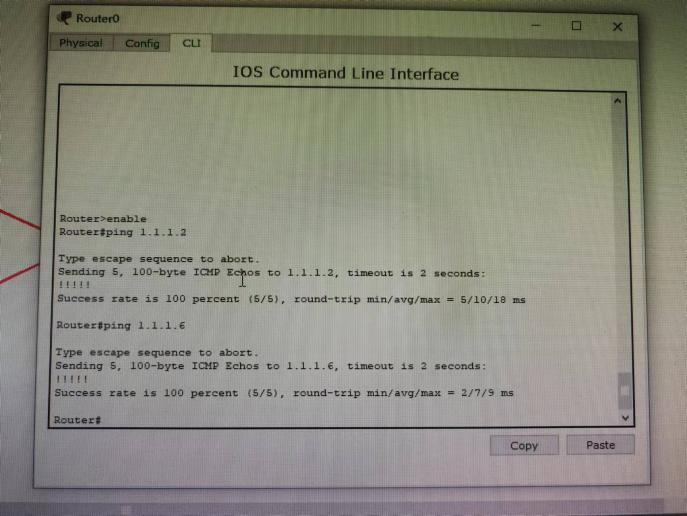 Router0
Physical Config CLI
IOS Command Line Interface
Router>enable
Router#ping 1.1.1.2
Type escape sequence to abort.
Sending 5, 100-byte ICMP Echos to 1.1.1.2, timeout is 2 seconds:
!!!!!
Success rate is 100 percent (5/5), round-trip min/avg/max = 5/10/18 ms
Router#ping 1.1.1.6
Type escape sequence to abort.
Sending 5, 100-byte ICMP Echos to 1.1.1.6, timeout is 2 seconds:
!!!!!
Success rate is 100 percent (5/5), round-trip min/avg/max = 2/7/9 ms
Router#
Copy Paste